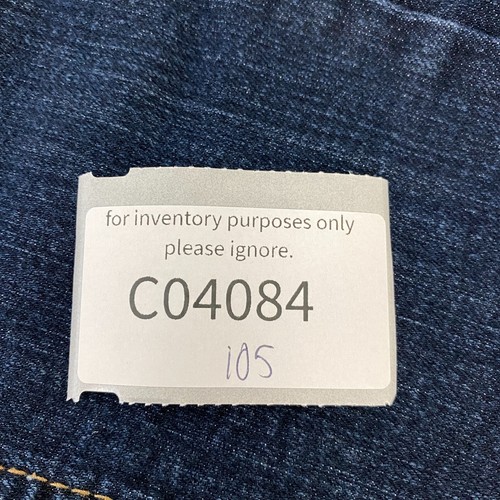 for inventory purposes only
please ignore.
C04084
105